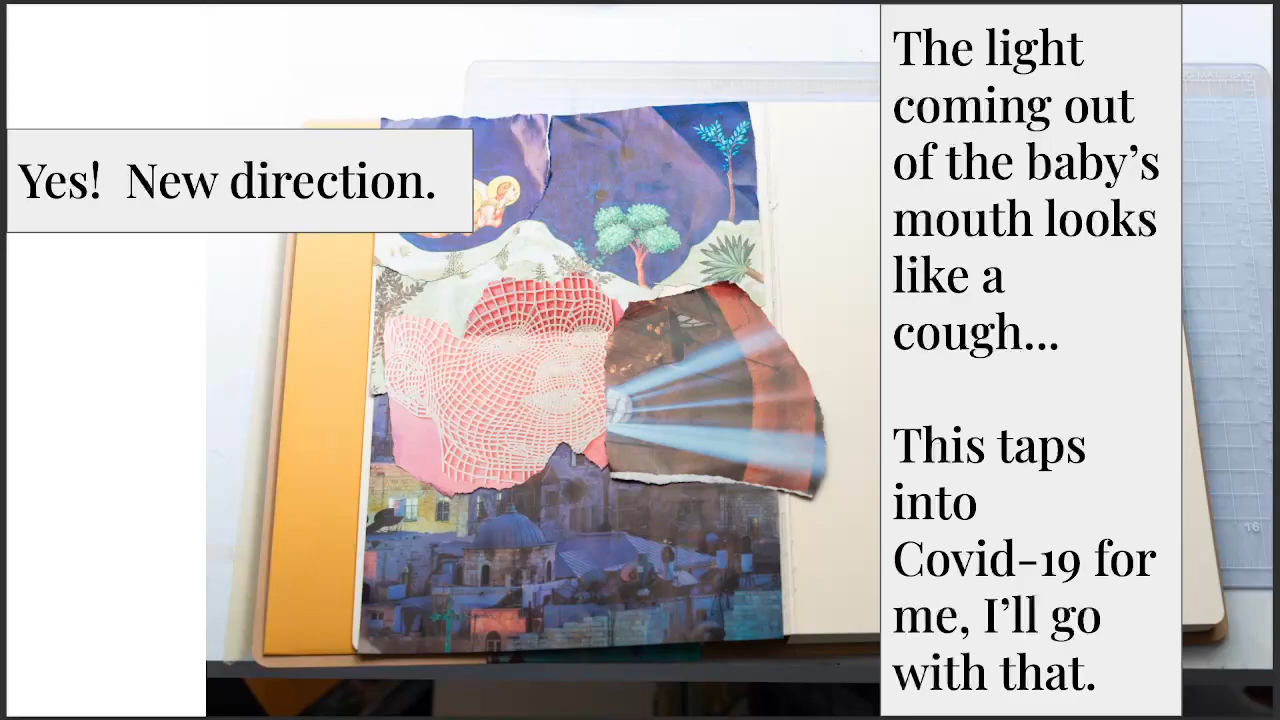 Yes!  New direction.
The light
coming out
of the baby’s
mouth looks
like a
cough...
This taps
into
Covid-19 for
me, I’ll go
with that.
16